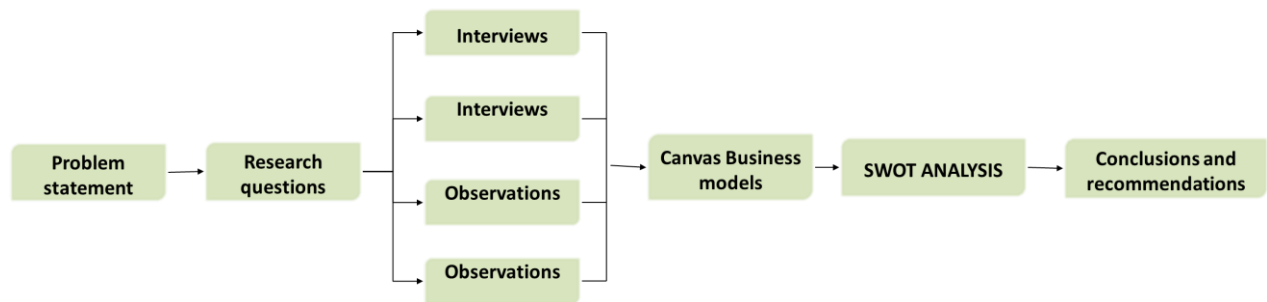 Problem
statement
Research
questions
Interviews
Interviews
Observations
Observations
Canvas Business
models
SWOT ANALYSIS
Conclusions and
recommendations